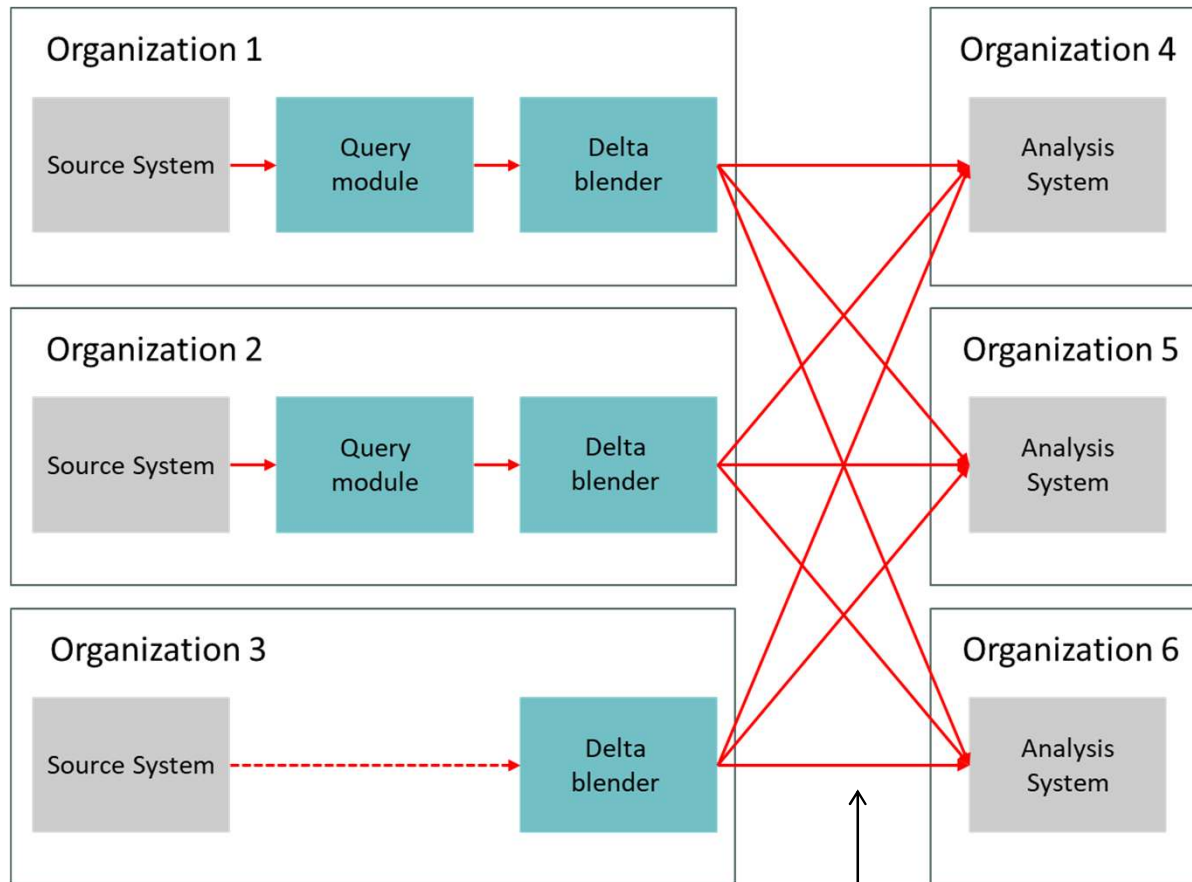 Organization 1
Source System
Query
module
Delta
blender
Organization 4
Analysis
System
Organization 2
Source System
Query
module
Delta
blender
Organization 5
Analysis
System
Organization 3
Source System
Delta
blender
Organization 6
Analysis
System